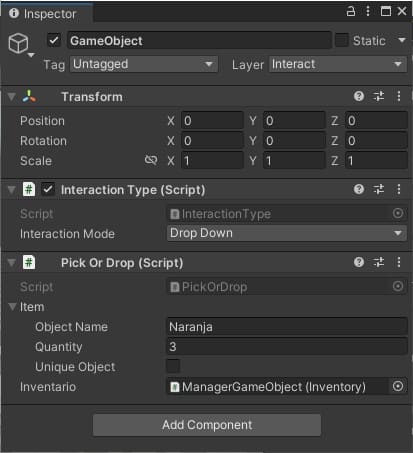 Inspector
GameObject Static
Tag Untagged Layer Interact
Transform
Position X 0 Y 0 Z 0
Rotation X 0 Y 0 Z 0
Scale X 1 Y 1 Z 1
# Interaction Type (Script)
Script # InteractionType
Interaction Mode Drop Down
# Pick Or Drop (Script)
Script # PickOrDrop
Item
Object Name Naranja
Quantity 3
Unique Object
Inventario # ManagerGameObject (Inventory)
Add Component